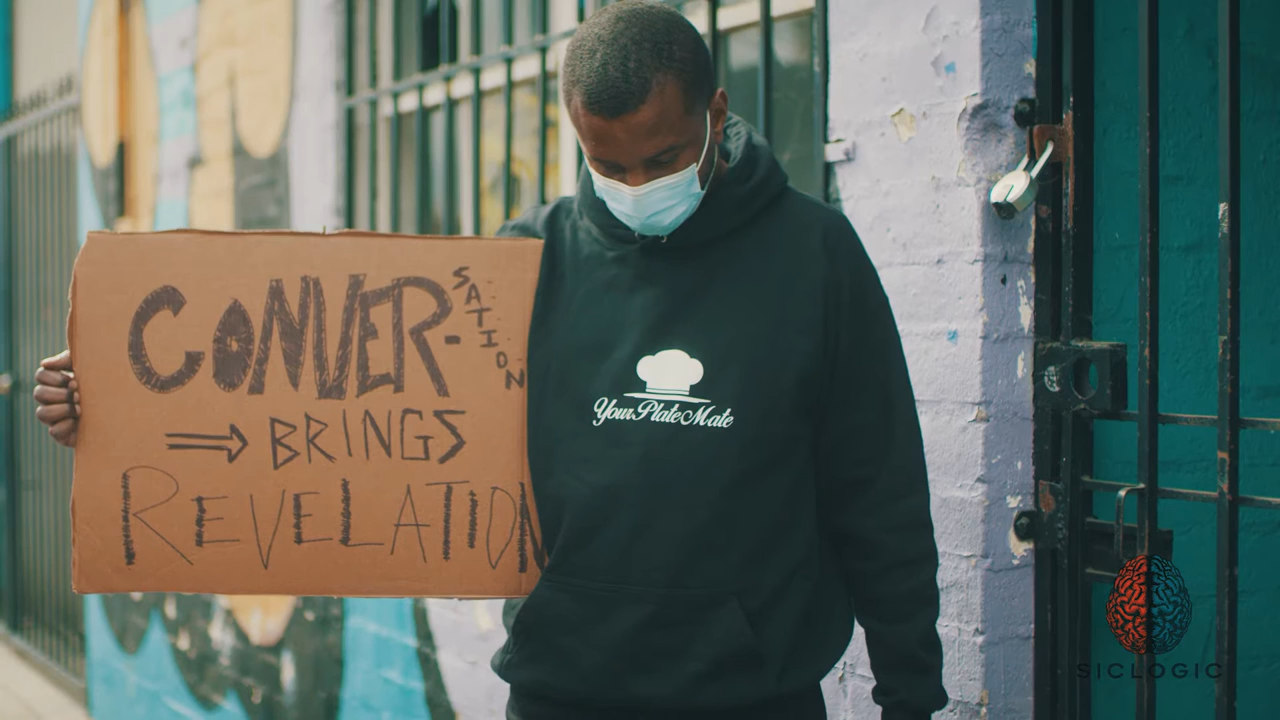 CONVER-SATION
⇒ BRINGS
REVELATION
YourPlateMate
SICLOGIC